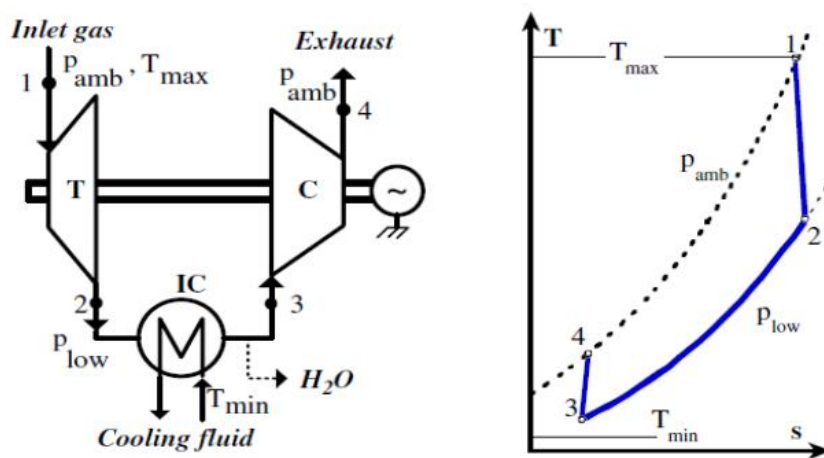 Inlet gas
1
p_amb , T_max
T
2
p_low
IC
T_min
Cooling fluid
H₂O
3
C
~
Exhaust
p_amb
4
T
T_max
1
p_amb
2
p_low
4
3
T_min
s